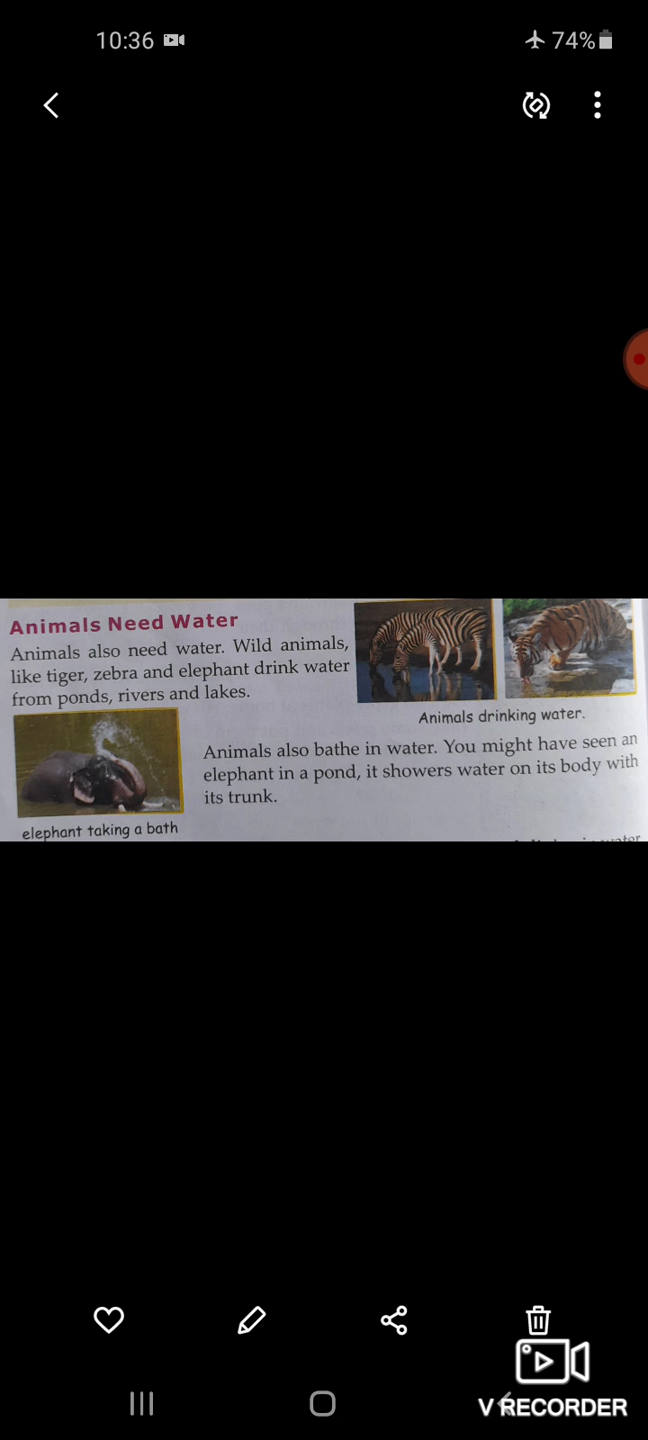 10:36
74%
Animals Need Water
Animals also need water. Wild animals,
like tiger, zebra and elephant drink water
from ponds, rivers and lakes.
Animals drinking water.
Animals also bathe in water. You might have seen an
elephant in a pond, it showers water on its body with
its trunk.
elephant taking a bath
water
V RECORDER